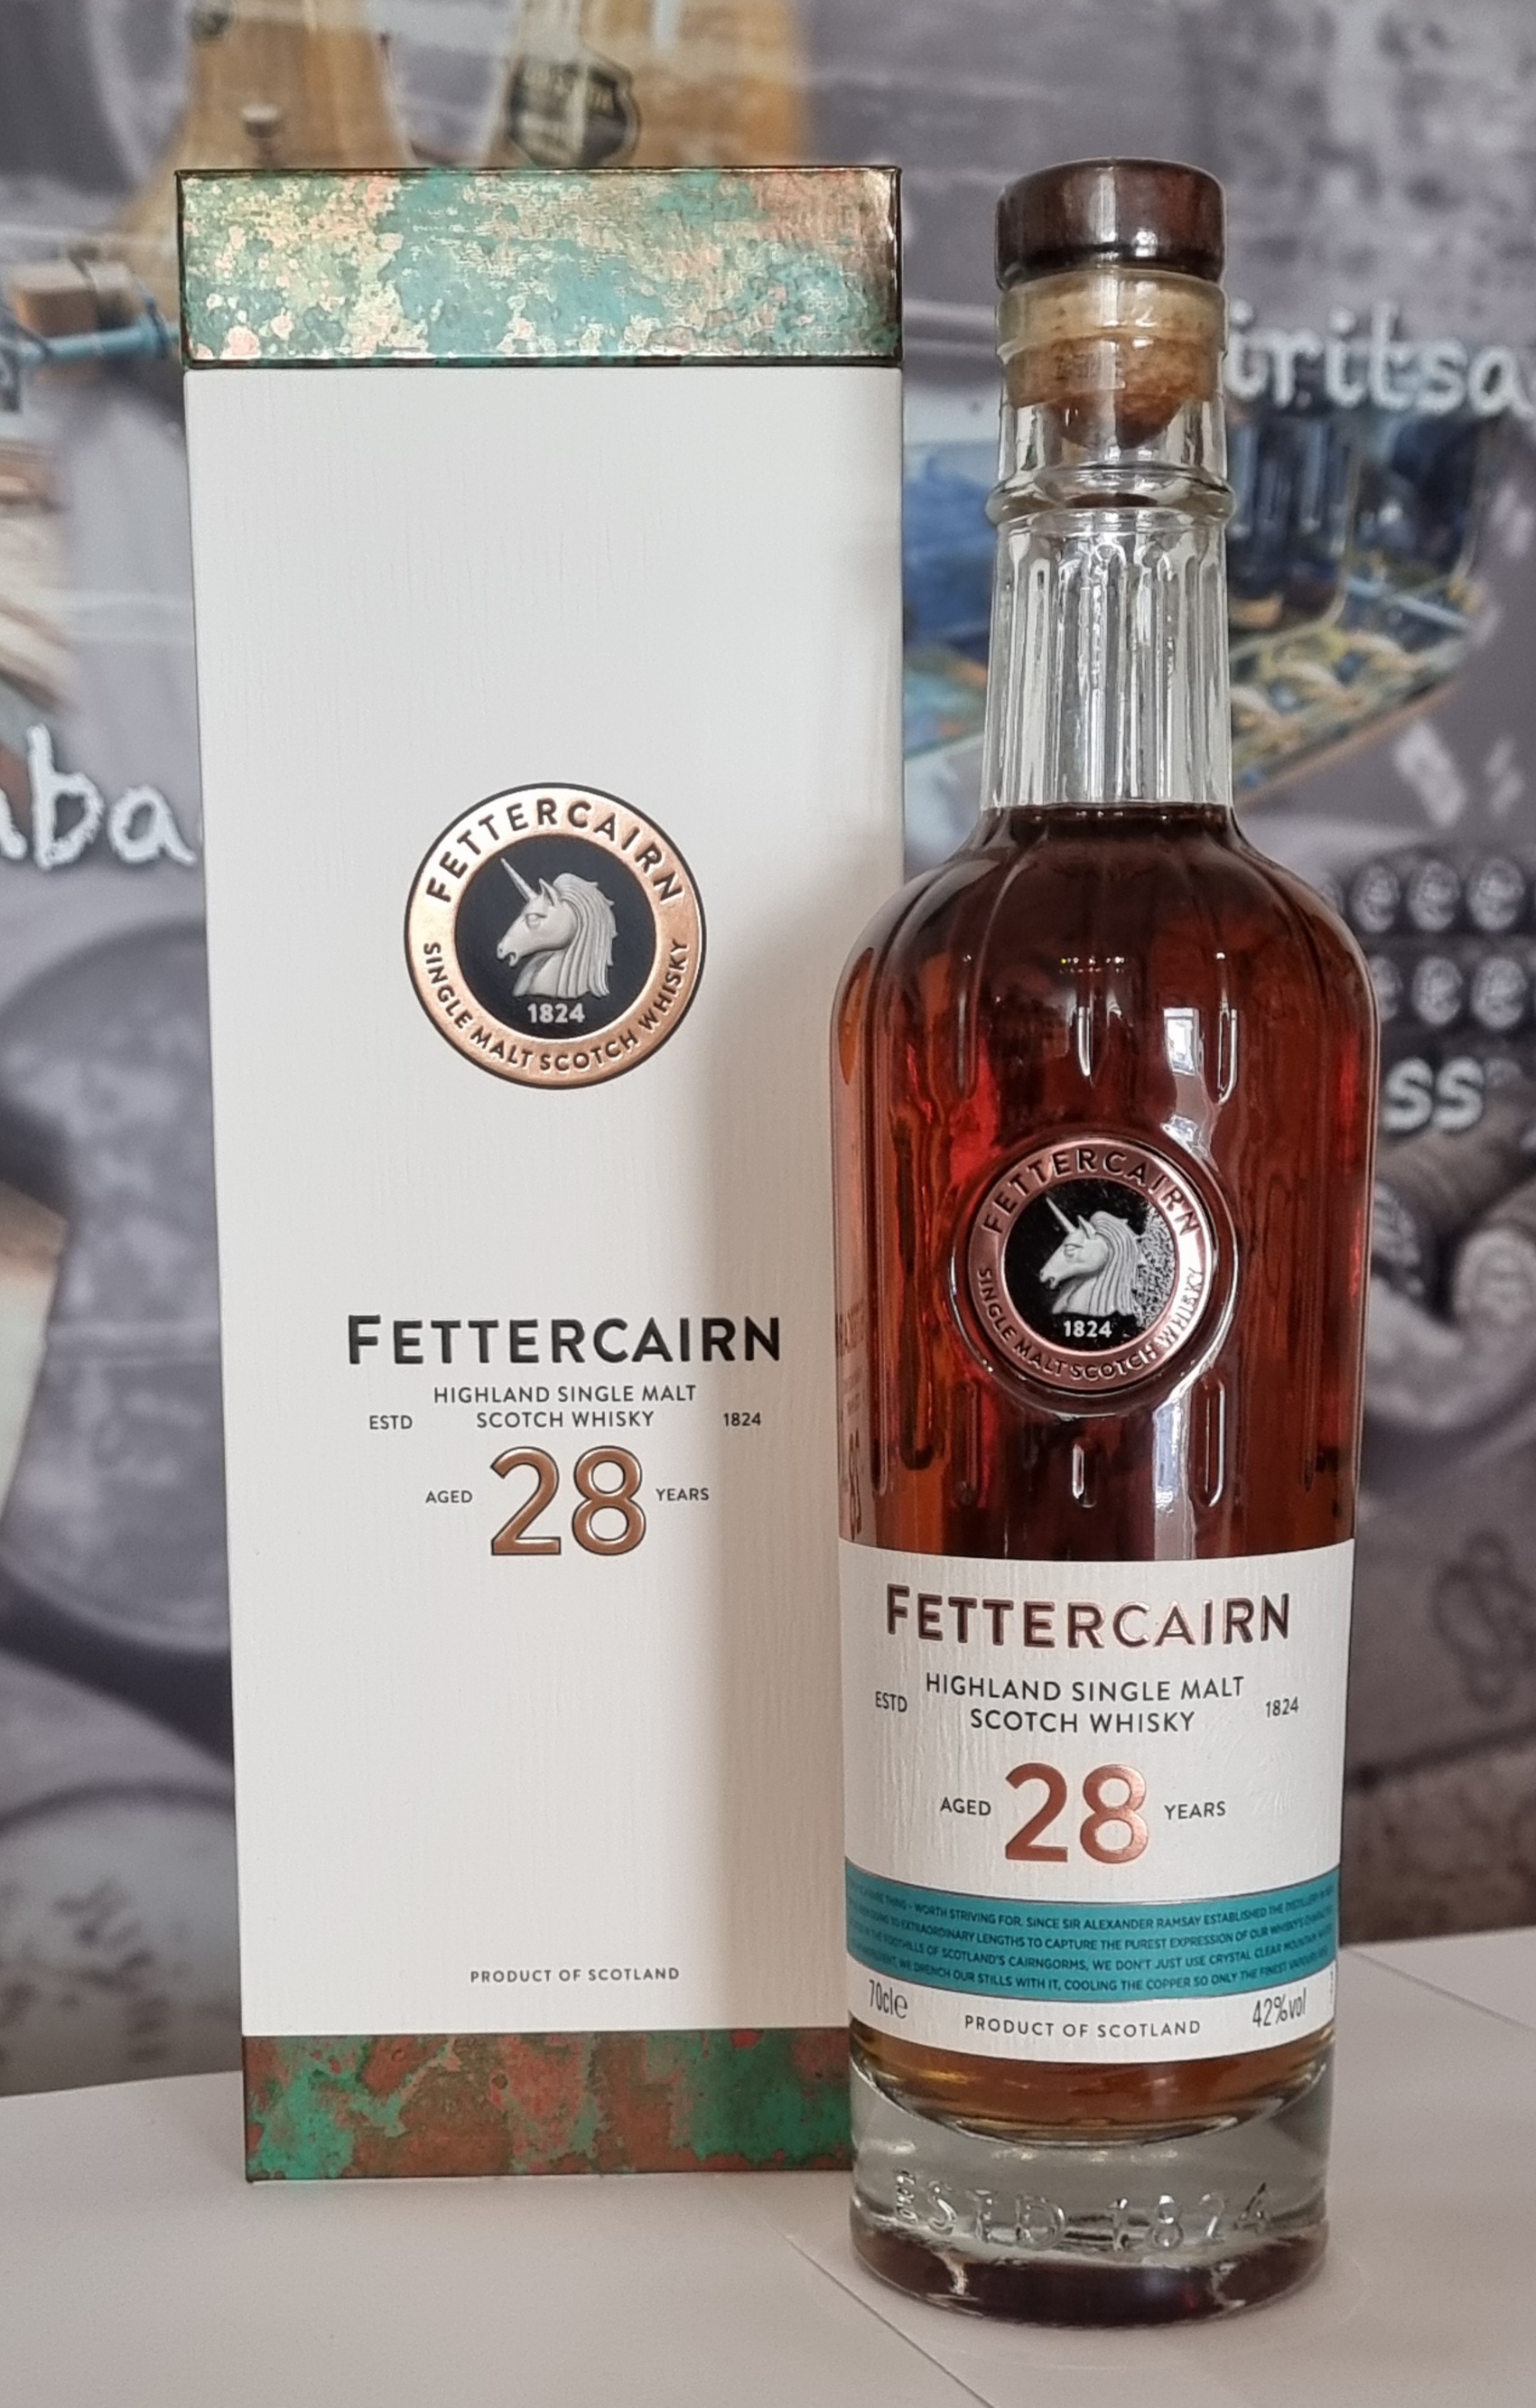 FETTERCAIRN
1824
SINGLE MALT SCOTCH WHISKY
FETTERCAIRN
HIGHLAND SINGLE MALT
ESTD SCOTCH WHISKY 1824
AGED 28 YEARS
PRODUCT OF SCOTLAND
FETTERCAIRN
1824
SINGLE MALT SCOTCH WHISKY
FETTERCAIRN
HIGHLAND SINGLE MALT
ESTD SCOTCH WHISKY 1824
AGED 28 YEARS
THING - WORTH STRIVING FOR. SINCE SIR ALEXANDER RAMSAY ESTABLISHED THE DISTILLERY IN
TO EXTRAORDINARY LENGTHS TO CAPTURE THE PUREST EXPRESSION OF OUR WHISKY'S
IN THE FOOTHILLS OF SCOTLAND'S CAIRNGORMS, WE DON'T JUST USE CRYSTAL CLEAR MOUNTAIN
WE DRENCH OUR STILLS WITH IT, COOLING THE COPPER SO ONLY THE FINEST
70cle PRODUCT OF SCOTLAND 42%vol
ESTD 1824